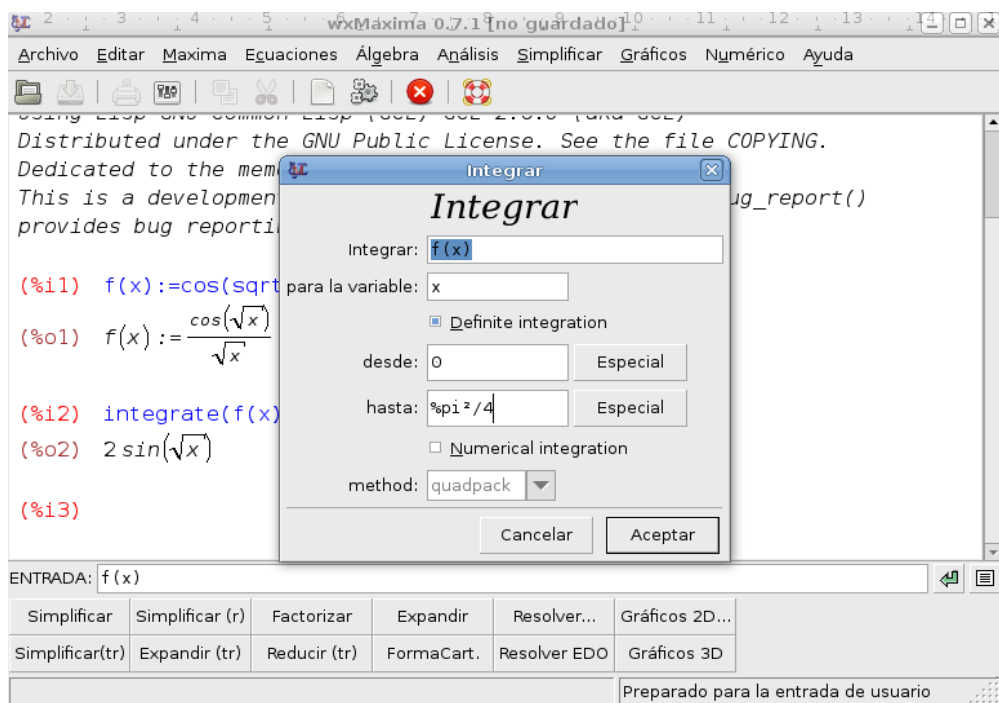 wxMaxima 0.7.1 [no guardado]
Archivo Editar Maxima Ecuaciones Álgebra Análisis Simplificar Gráficos Numérico Ayuda
Distributed under the GNU Public License. See the file COPYING.
Dedicated to the mem
This is a developmen ug_report()
provides bug reporti
(%i1) f(x):=cos(sqrt
(%o1) f(x):=cos(√x)/√x
(%i2) integrate(f(x)
(%o2) 2 sin(√x)
(%i3)
Integrar
Integrar
Integrar: f(x)
para la variable: x
Definite integration
desde: 0 Especial
hasta: %pi²/4 Especial
Numerical integration
method: quadpack
Cancelar Aceptar
ENTRADA: f(x)
Simplificar Simplificar (r) Factorizar Expandir Resolver... Gráficos 2D...
Simplificar(tr) Expandir (tr) Reducir (tr) FormaCart. Resolver EDO Gráficos 3D
Preparado para la entrada de usuario